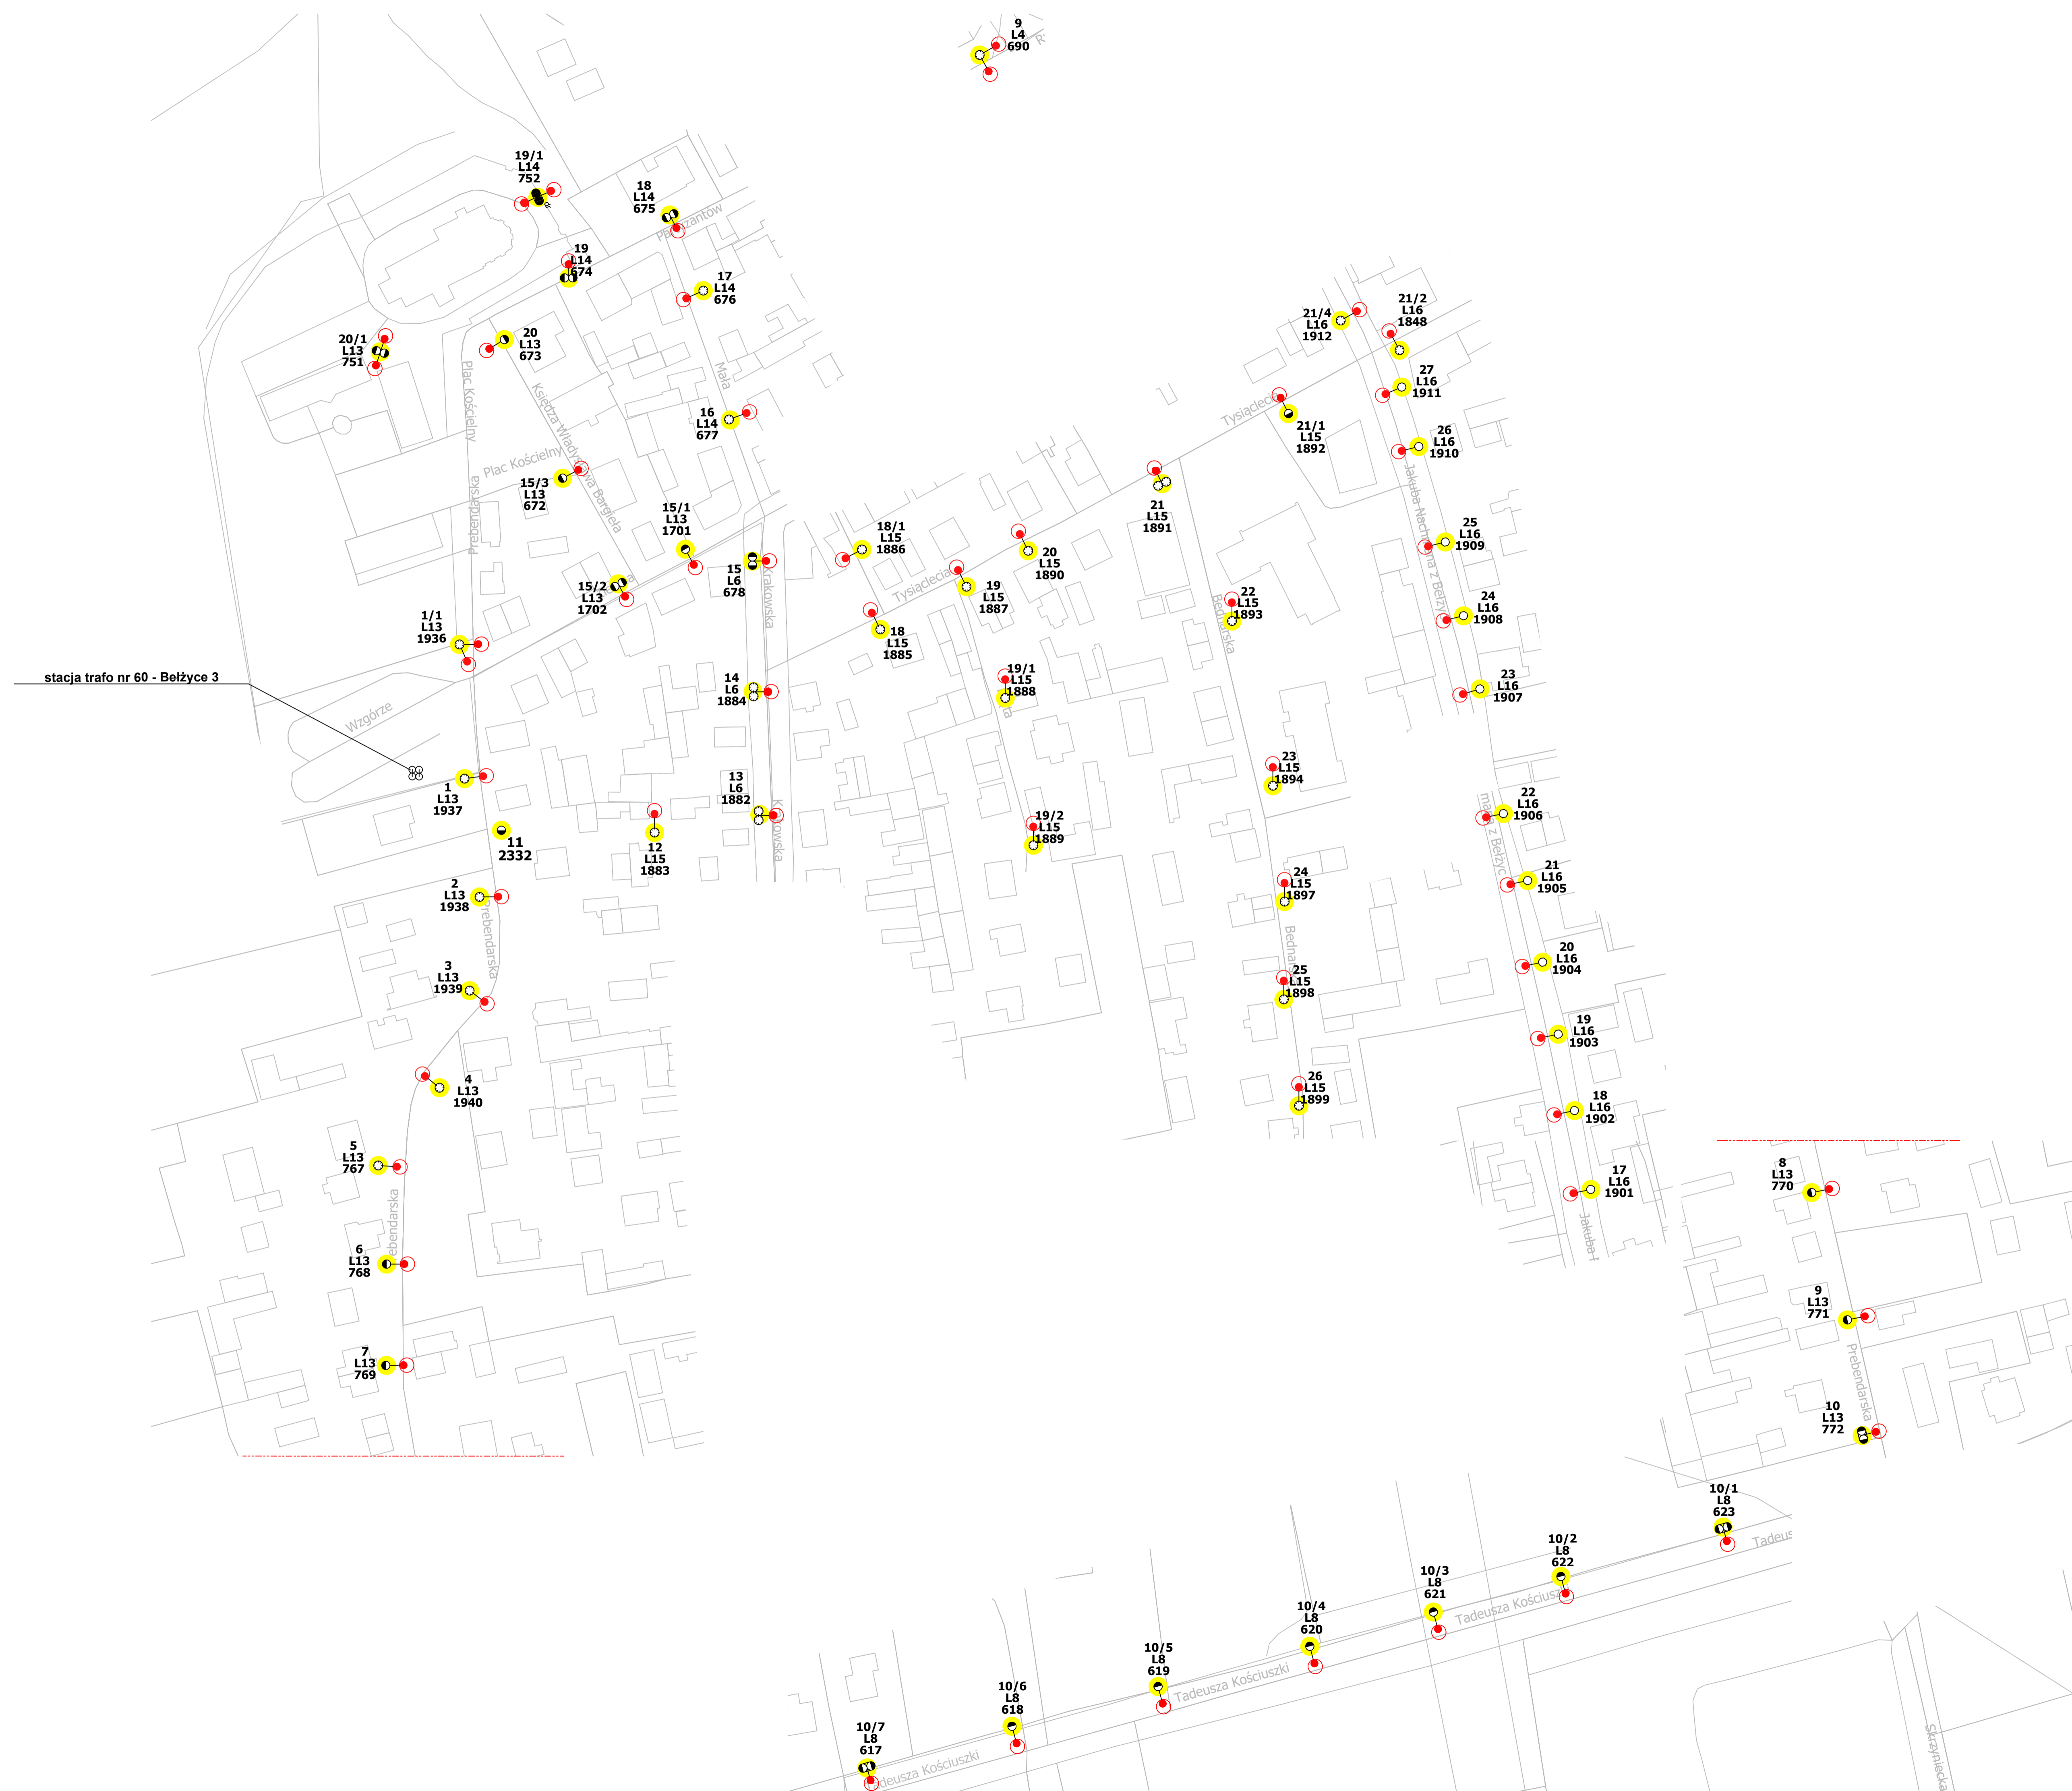 9
L4
690
R
19/1
L14
752
18
L14
675
19
L14
674
17
L14
676
20/1
L13
751
20
L13
673
21/4
L16
1912
21/2
L16
1848
27
L16
1911
Plac Kościelny
Mała
16
L14
677
Tysiąclecia
21/1
L15
1892
26
L16
1910
Plac Kościelny
15/3
L13
672
Prebendarska
15/1
L13
1701
18/1
L15
1886
21
L15
1891
20
L15
1890
25
L16
1909
15/2
L13
1702
15
L6
678
Krakowska
Tysiąclecia
19
L15
1887
22
L15
1893
Bednarska
24
L16
1908
1/1
L13
1936
18
L15
1885
stacja trafo nr 60 - Bełżyce 3
Wzgórze
14
L6
1884
19/1
L15
1888
23
L16
1907
1
L13
1937
13
L6
1882
23
L15
1894
22
L16
1906
11
2332
12
L15
1883
19/2
L15
1889
21
L16
1905
2
L13
1938
24
L15
1897
3
L13
1939
25
L15
1898
20
L16
1904
19
L16
1903
4
L13
1940
26
L15
1899
18
L16
1902
5
L13
767
17
L16
1901
8
L13
770
6
L13
768
9
L13
771
7
L13
769
Prebendarska
10
L13
772
10/1
L8
623
Tadeus
10/2
L8
622
10/3
L8
621
Tadeusza Kościuszki
10/4
L8
620
10/5
L8
619
Tadeusza Kościuszki
10/6
L8
618
10/7
L8
617
adeusza Kościuszki
Skrzyniecka